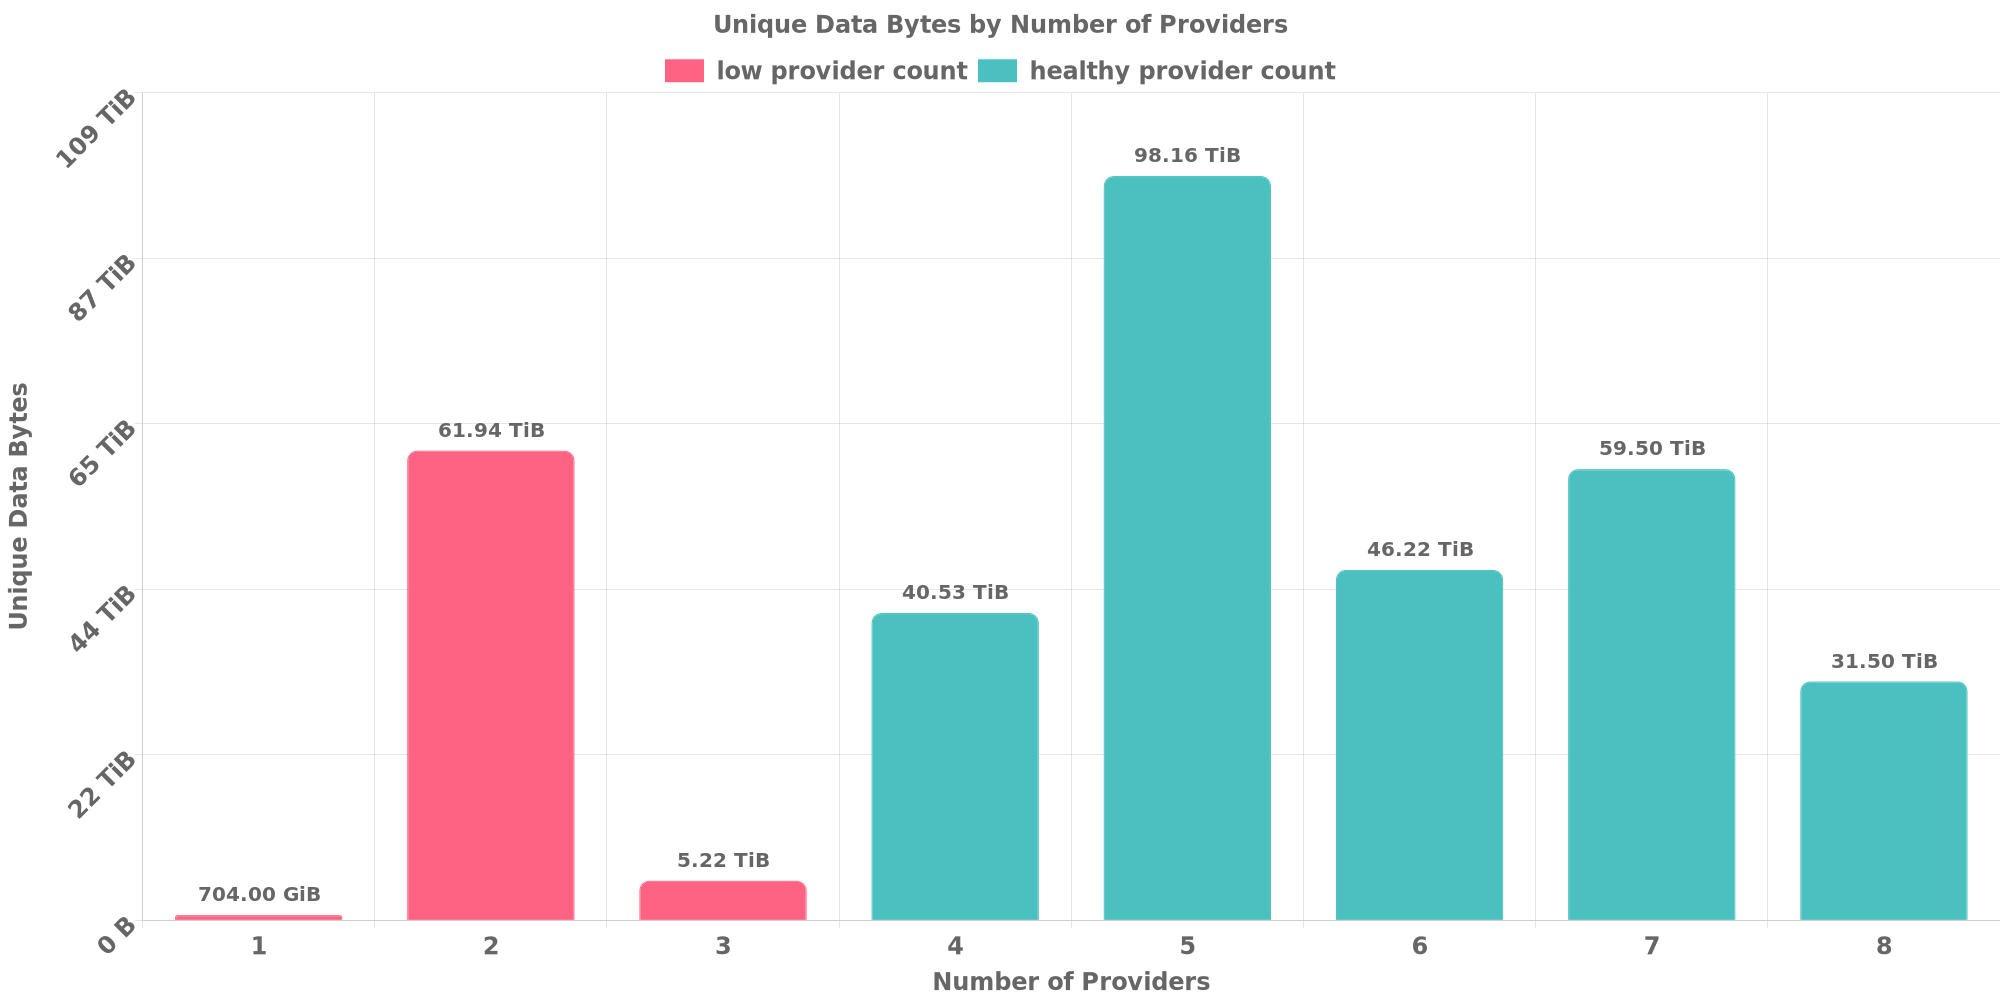 Unique Data Bytes by Number of Providers
low provider count healthy provider count
109 TiB
87 TiB
65 TiB
44 TiB
22 TiB
0 B
Unique Data Bytes
704.00 GiB
61.94 TiB
5.22 TiB
40.53 TiB
98.16 TiB
46.22 TiB
59.50 TiB
31.50 TiB
1 2 3 4 5 6 7 8
Number of Providers